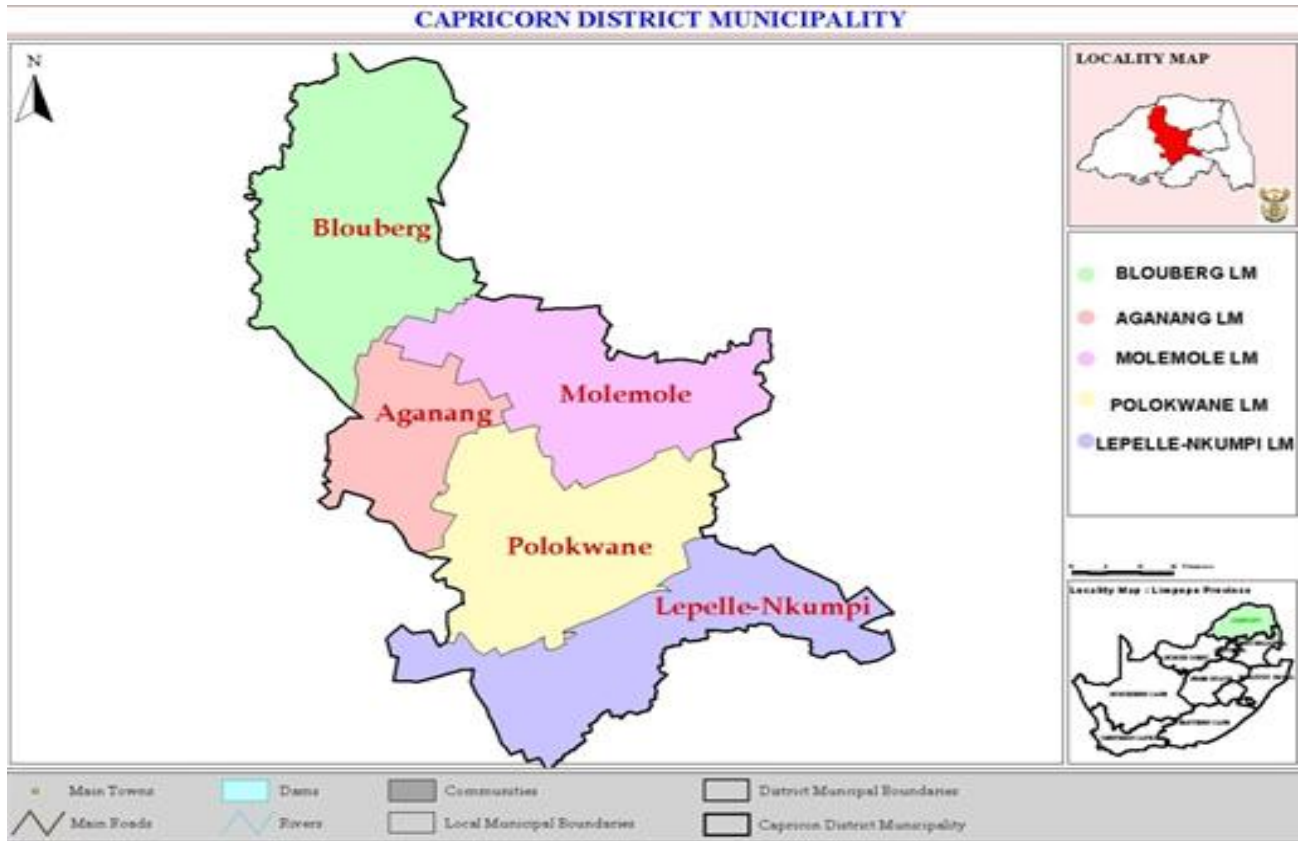 CAPRICORN DISTRICT MUNICIPALITY
N
LOCALITY MAP
Blouberg
Aganang
Molemole
Polokwane
Lepelle-Nkumpi
BLOUBERG LM
AGANANG LM
MOLEMOLE LM
POLOKWANE LM
LEPELLE-NKUMPI LM
Locality Map : Limpopo Province
Main Towns
Dams
Communities
District Municipal Boundaries
Main Roads
Rivers
Local Municipal Boundaries
Capricon District Municipality